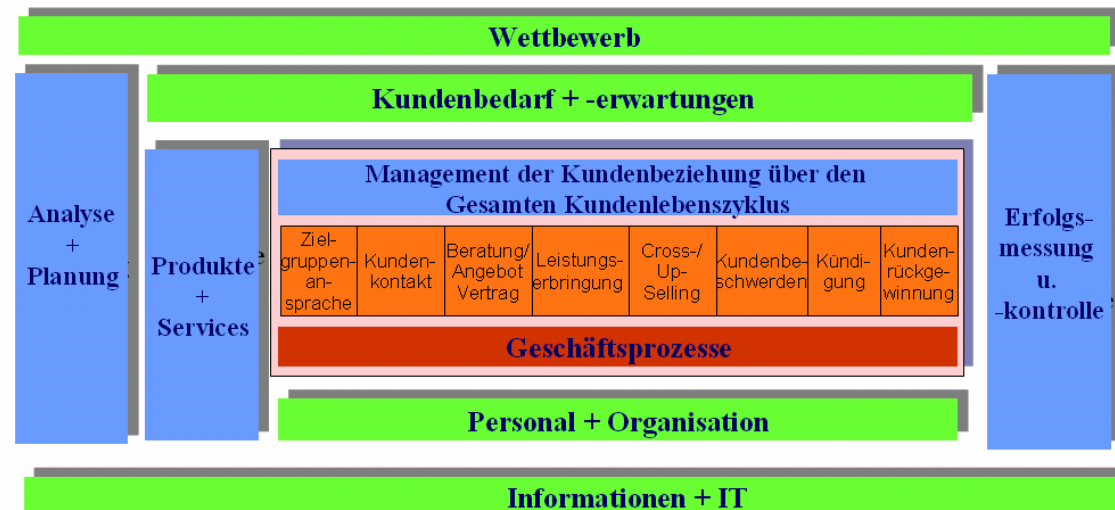 Wettbewerb
Kundenbedarf + -erwartungen
Analyse
+
Planung
Produkte
+
Services
Management der Kundenbeziehung über den
Gesamten Kundenlebenszyklus
Ziel-
gruppen-
an-
sprache
Kunden-
kontakt
Beratung/
Angebot
Vertrag
Leistungs-
erbringung
Cross-/
Up-
Selling
Kundenbe-
schwerden
Kündi-
gung
Kunden-
rückge-
winnung
Geschäftsprozesse
Erfolgs-
messung
u.
-kontrolle
Personal + Organisation
Informationen + IT